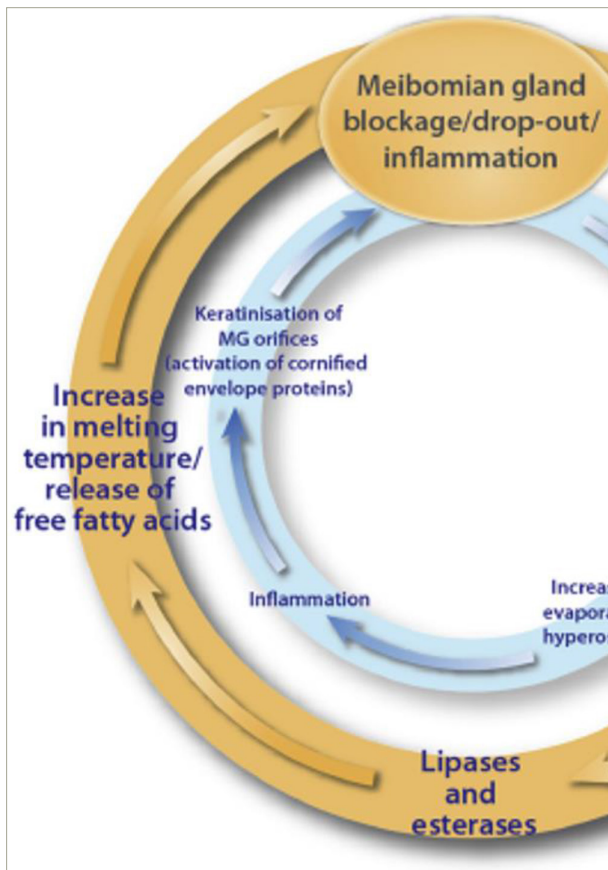 Meibomian gland
blockage/drop-out/
inflammation
Keratinisation of
MG orifices
(activation of cornified
envelope proteins)
Increase
in melting
temperature/
release of
free fatty acids
Inflammation
Lipases
and
esterases